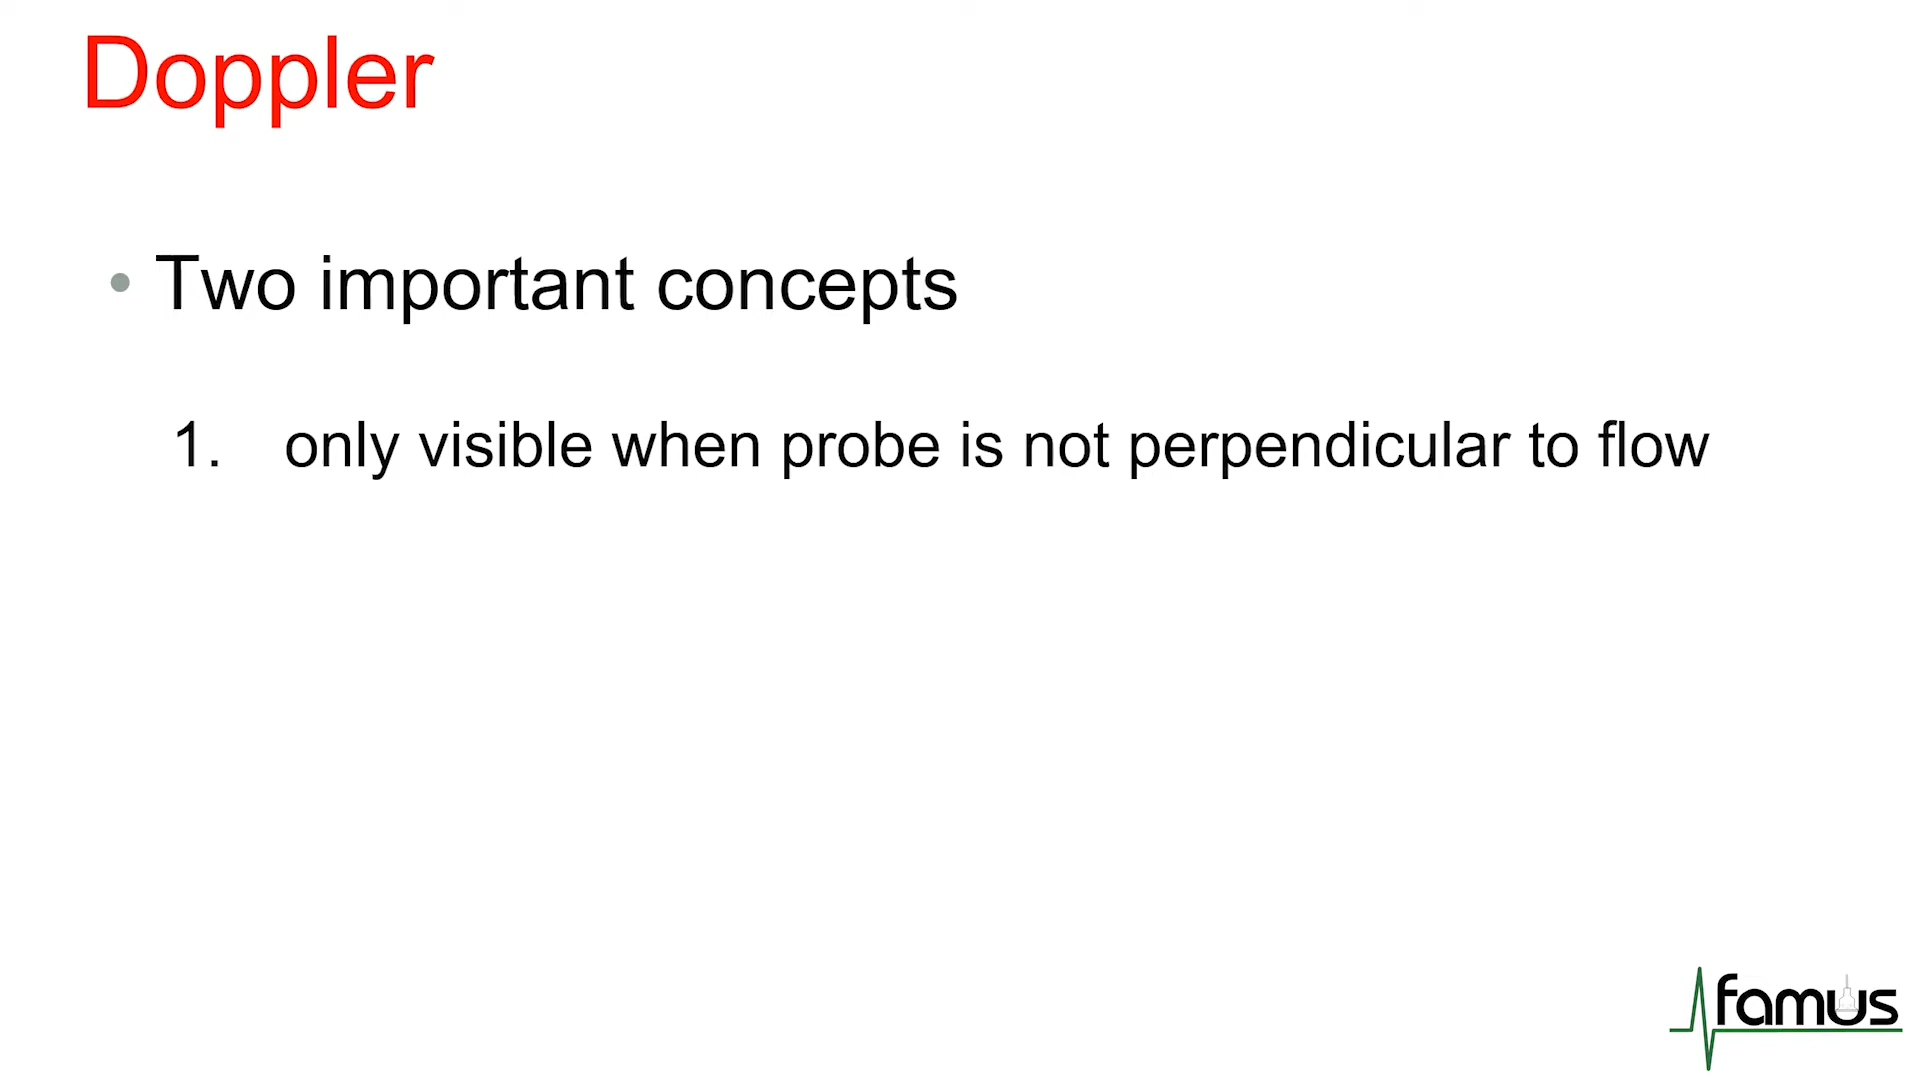 Doppler
• Two important concepts
1. only visible when probe is not perpendicular to flow
famus